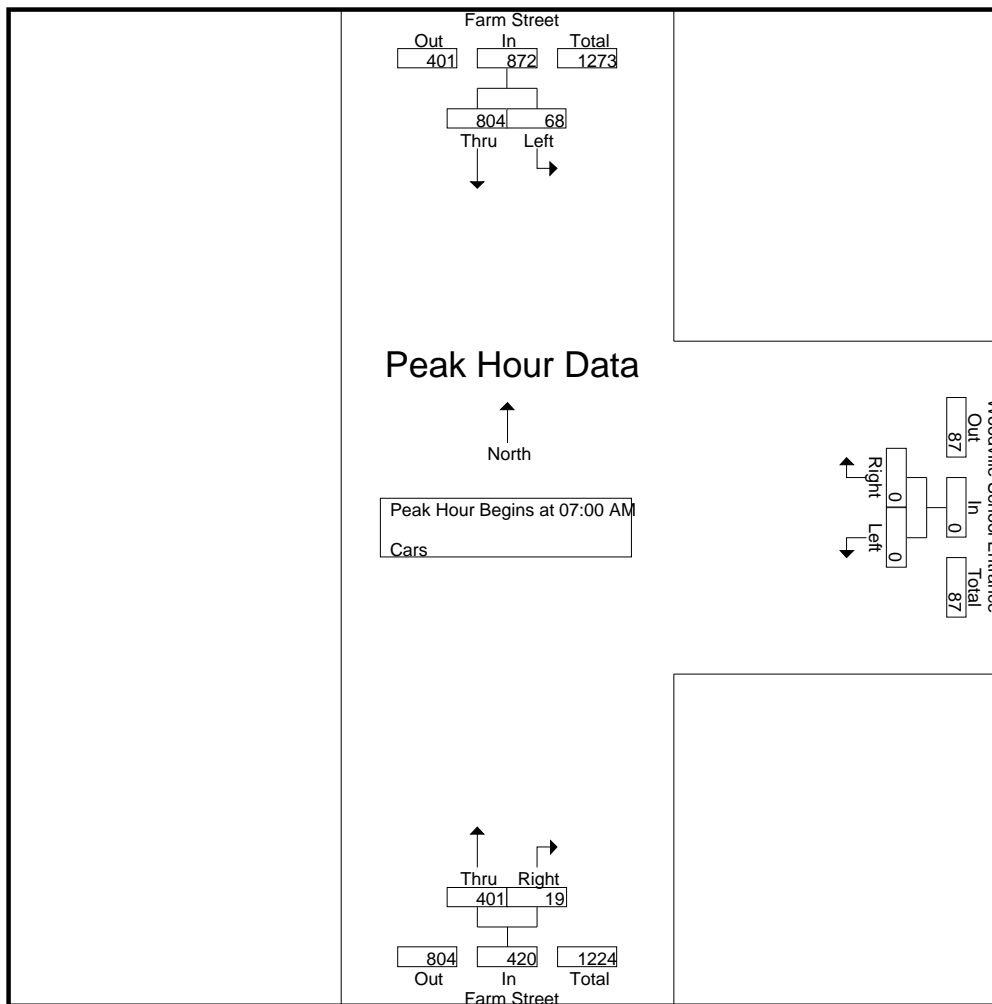 Farm Street
Out In Total
401 872 1273
804 68
Thru Left
Peak Hour Data
North
Peak Hour Begins at 07:00 AM
Cars
Out In Total
87 0 87
0 0
Right Left
Thru Right
401 19
804 420 1224
Out In Total
Farm Street